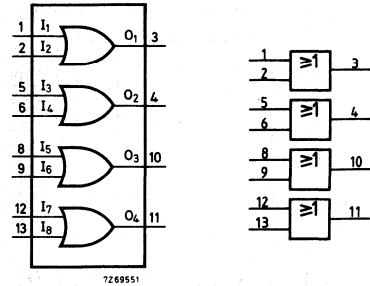 1 I1 O1 3
2 I2
5 I3 O2 4
6 I4
8 I5 O3 10
9 I6
12 I7 O4 11
13 I8
7Z69551
1 ≥1 3
2
5 ≥1 4
6
8 ≥1 10
9
12 ≥1 11
13